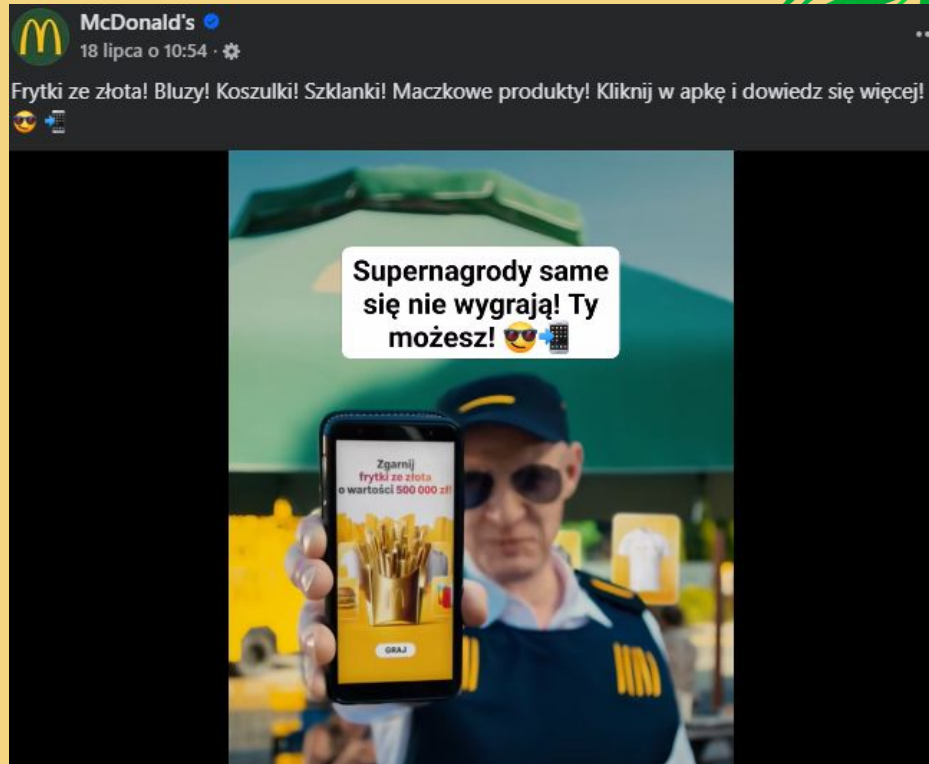 McDonald's
18 lipca o 10:54 ·
Frytki ze złota! Bluzy! Koszulki! Szklanki! Maczkowe produkty! Kliknij w apkę i dowiedz się więcej!
😎 📲
Supernagrody same
się nie wygrają! Ty
możesz! 😎📲
Zgarnij
frytki ze złota
o wartości 500 000 zł!
GRAJ